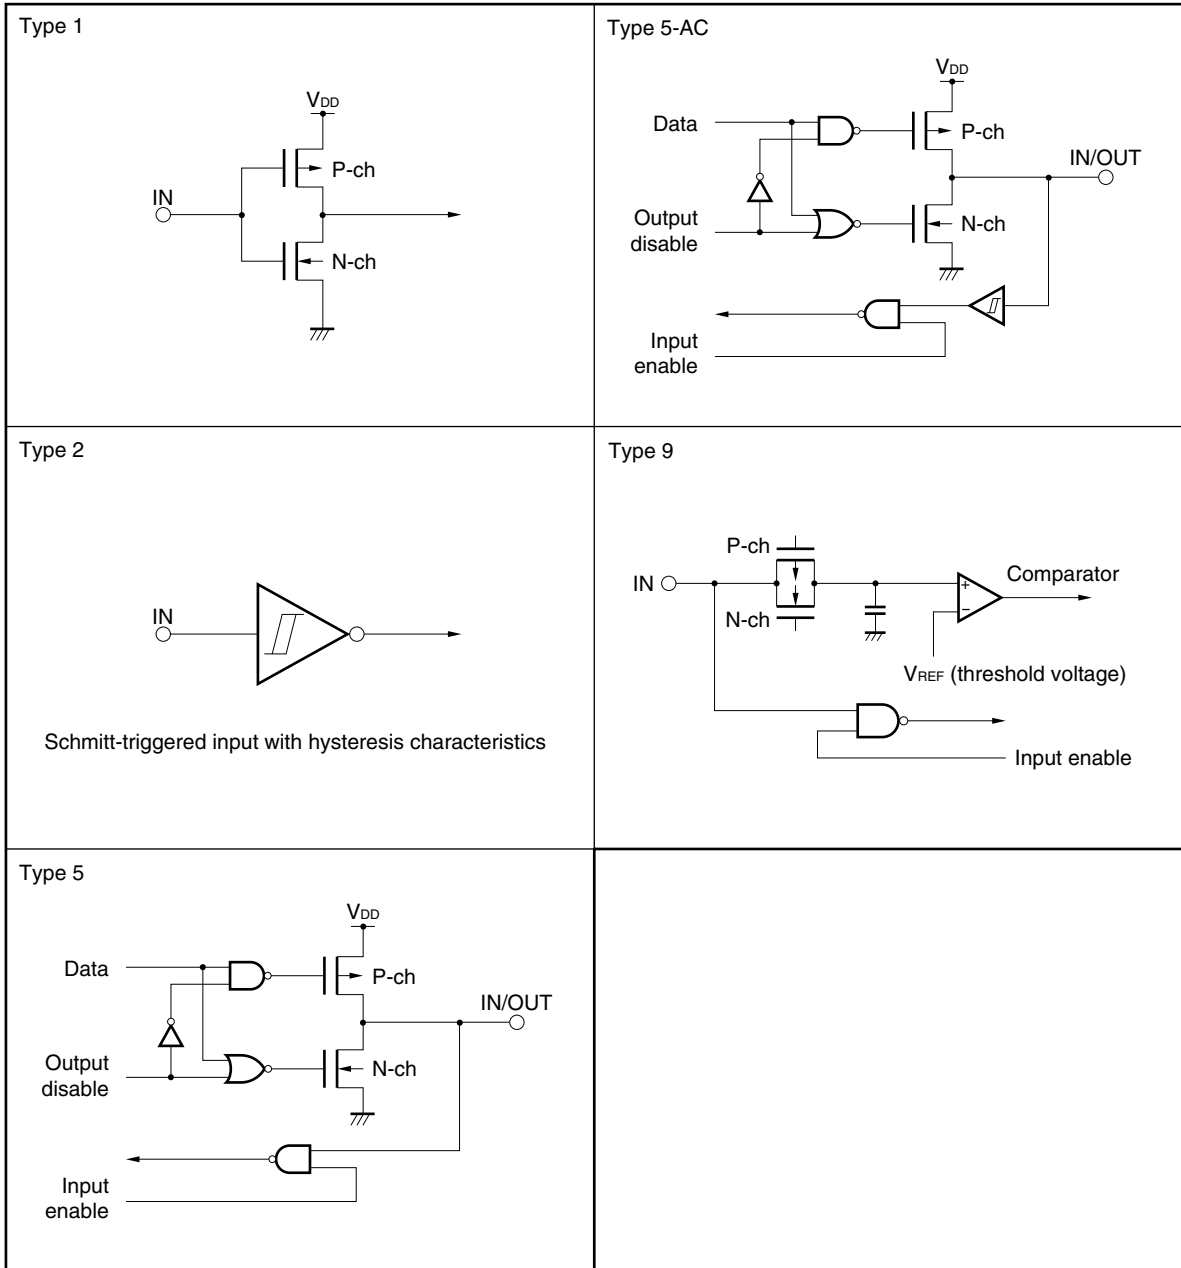 Type 1
VDD
P-ch
IN
N-ch
Type 5-AC
VDD
Data
P-ch
IN/OUT
Output
disable
N-ch
Input
enable
Type 2
IN
Schmitt-triggered input with hysteresis characteristics
Type 9
P-ch
IN
Comparator
+
−
N-ch
VREF (threshold voltage)
Input enable
Type 5
VDD
Data
P-ch
IN/OUT
Output
disable
N-ch
Input
enable